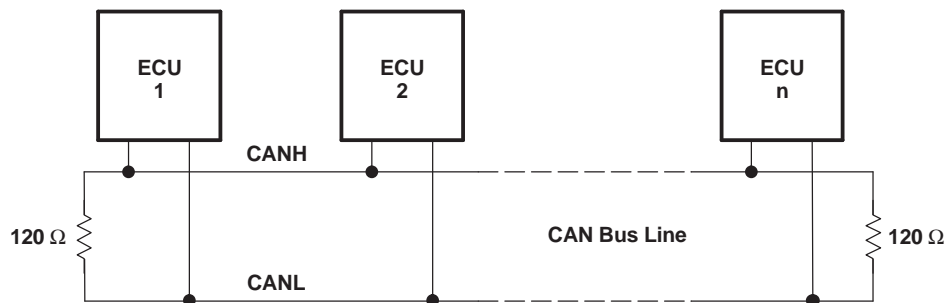 ECU
1
ECU
2
ECU
n
CANH
120 Ω
CAN Bus Line
120 Ω
CANL